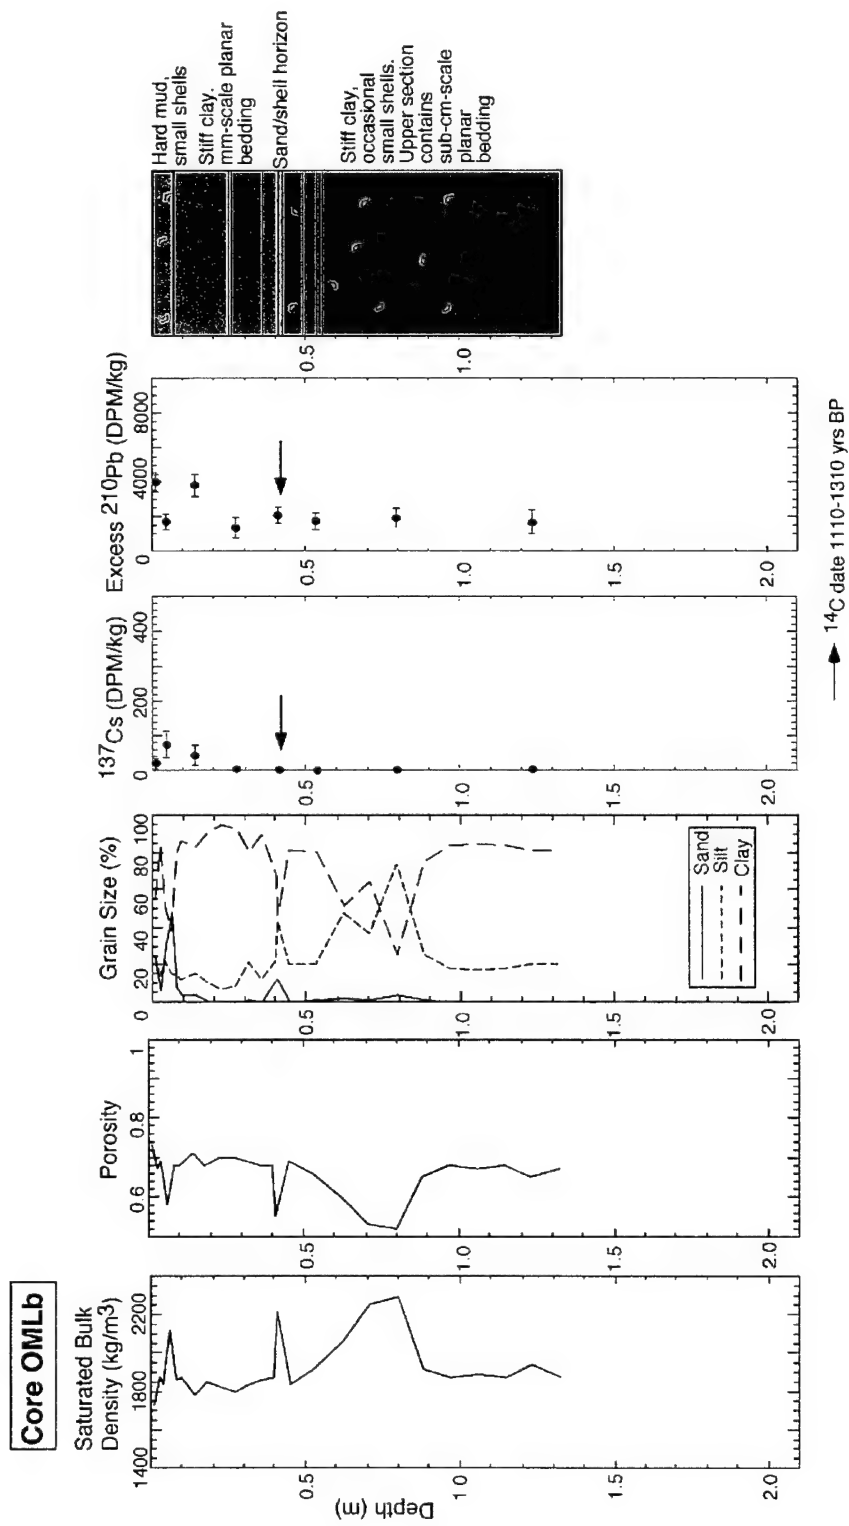 Core OMLb
Saturated Bulk
Density (kg/m3)
1400 1800 2200
Depth (m)
0.5
1.0
1.5
2.0
Porosity
0.6 0.8 1
0.5
1.0
1.5
2.0
Grain Size (%)
0 20 40 60 80 100
0.5
1.0
1.5
2.0
Sand
Silt
Clay
137Cs (DPM/kg)
0 200 400
0.5
1.0
1.5
2.0
Excess 210Pb (DPM/kg)
0 4000 8000
0.5
1.0
1.5
2.0
0.5
1.0
Hard mud,
small shells
Stiff clay.
mm-scale planar
bedding
Sand/shell horizon
Stiff clay,
occasional
small shells.
Upper section
contains
sub-cm-scale
planar
bedding
14C date 1110-1310 yrs BP